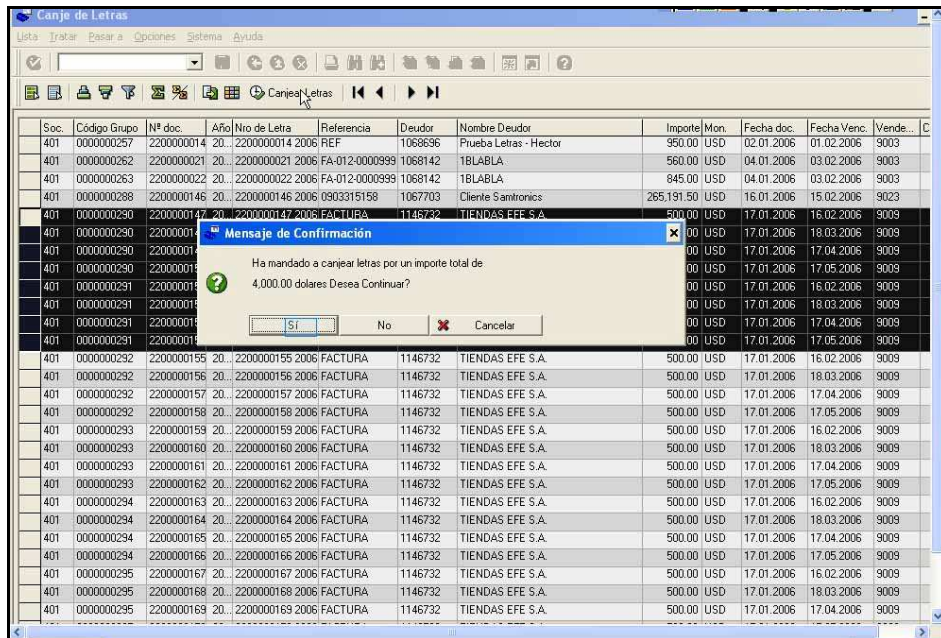 Canje de Letras
Lista Tratar Pasar a Opciones Sistema Ayuda
Canjear Letras
Soc. Código Grupo Nº doc. Año Nro de Letra Referencia Deudor Nombre Deudor Importe Mon. Fecha doc. Fecha Venc. Vende... C
401 0000000257 2200000014 20... 2200000014 2006 REF 1068696 Prueba Letras - Hector 950.00 USD 02.01.2006 01.02.2006 9003
401 0000000262 2200000021 20... 2200000021 2006 FA-012-0000999 1068142 1BLABLA 560.00 USD 04.01.2006 03.02.2006 9003
401 0000000263 2200000022 20... 2200000022 2006 FA-012-0000999 1068142 1BLABLA 845.00 USD 04.01.2006 03.02.2006 9003
401 0000000288 2200000146 20... 2200000146 2006 0903315158 1067703 Cliente Samtronics 265,191.50 USD 16.01.2006 15.02.2006 9023
401 0000000290 2200000147 20... 2200000147 2006 FACTURA 1146732 TIENDAS EFE S.A. 500.00 USD 17.01.2006 16.02.2006 9009
401 0000000290 22000001 00 USD 17.01.2006 18.03.2006 9009
401 0000000290 22000001 00 USD 17.01.2006 17.04.2006 9009
401 0000000290 22000001 00 USD 17.01.2006 17.05.2006 9009
401 0000000291 22000001 00 USD 17.01.2006 16.02.2006 9009
401 0000000291 22000001 00 USD 17.01.2006 18.03.2006 9009
401 0000000291 22000001 00 USD 17.01.2006 17.04.2006 9009
401 0000000291 22000001 00 USD 17.01.2006 17.05.2006 9009
Mensaje de Confirmación
Ha mandado a canjear letras por un importe total de
4,000.00 dolares Desea Continuar?
Sí No Cancelar
401 0000000292 2200000155 20... 2200000155 2006 FACTURA 1146732 TIENDAS EFE S.A. 500.00 USD 17.01.2006 16.02.2006 9009
401 0000000292 2200000156 20... 2200000156 2006 FACTURA 1146732 TIENDAS EFE S.A. 500.00 USD 17.01.2006 18.03.2006 9009
401 0000000292 2200000157 20... 2200000157 2006 FACTURA 1146732 TIENDAS EFE S.A. 500.00 USD 17.01.2006 17.04.2006 9009
401 0000000292 2200000158 20... 2200000158 2006 FACTURA 1146732 TIENDAS EFE S.A. 500.00 USD 17.01.2006 17.05.2006 9009
401 0000000293 2200000159 20... 2200000159 2006 FACTURA 1146732 TIENDAS EFE S.A. 500.00 USD 17.01.2006 16.02.2006 9009
401 0000000293 2200000160 20... 2200000160 2006 FACTURA 1146732 TIENDAS EFE S.A. 500.00 USD 17.01.2006 18.03.2006 9009
401 0000000293 2200000161 20... 2200000161 2006 FACTURA 1146732 TIENDAS EFE S.A. 500.00 USD 17.01.2006 17.04.2006 9009
401 0000000293 2200000162 20... 2200000162 2006 FACTURA 1146732 TIENDAS EFE S.A. 500.00 USD 17.01.2006 17.05.2006 9009
401 0000000294 2200000163 20... 2200000163 2006 FACTURA 1146732 TIENDAS EFE S.A. 500.00 USD 17.01.2006 16.02.2006 9009
401 0000000294 2200000164 20... 2200000164 2006 FACTURA 1146732 TIENDAS EFE S.A. 500.00 USD 17.01.2006 18.03.2006 9009
401 0000000294 2200000165 20... 2200000165 2006 FACTURA 1146732 TIENDAS EFE S.A. 500.00 USD 17.01.2006 17.04.2006 9009
401 0000000294 2200000166 20... 2200000166 2006 FACTURA 1146732 TIENDAS EFE S.A. 500.00 USD 17.01.2006 17.05.2006 9009
401 0000000295 2200000167 20... 2200000167 2006 FACTURA 1146732 TIENDAS EFE S.A. 500.00 USD 17.01.2006 16.02.2006 9009
401 0000000295 2200000168 20... 2200000168 2006 FACTURA 1146732 TIENDAS EFE S.A. 500.00 USD 17.01.2006 18.03.2006 9009
401 0000000295 2200000169 20... 2200000169 2006 FACTURA 1146732 TIENDAS EFE S.A. 500.00 USD 17.01.2006 17.04.2006 9009